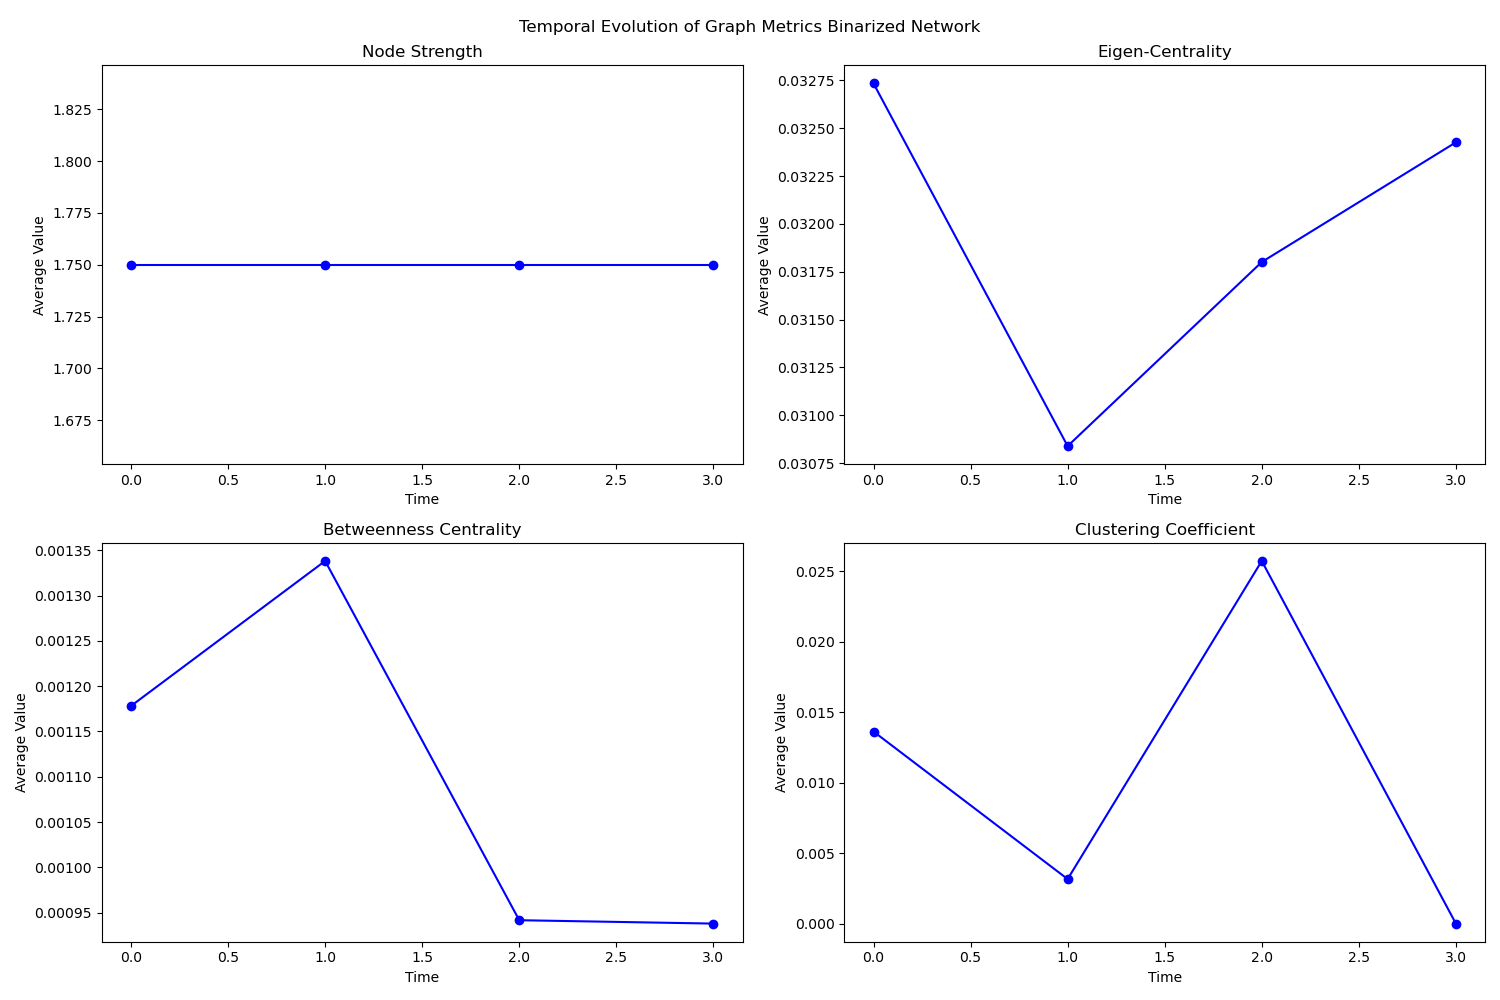 Temporal Evolution of Graph Metrics Binarized Network
Node Strength
1.825
1.800
1.775
1.750
1.725
1.700
1.675
Average Value
0.0 0.5 1.0 1.5 2.0 2.5 3.0
Time
Eigen-Centrality
0.03275
0.03250
0.03225
0.03200
0.03175
0.03150
0.03125
0.03100
0.03075
Average Value
0.0 0.5 1.0 1.5 2.0 2.5 3.0
Time
Betweenness Centrality
0.00135
0.00130
0.00125
0.00120
0.00115
0.00110
0.00105
0.00100
0.00095
Average Value
0.0 0.5 1.0 1.5 2.0 2.5 3.0
Time
Clustering Coefficient
0.025
0.020
0.015
0.010
0.005
0.000
Average Value
0.0 0.5 1.0 1.5 2.0 2.5 3.0
Time